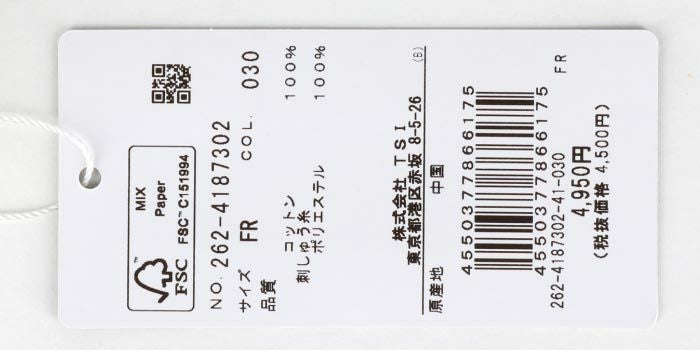 MIX
Paper
FSC™ C151994
FSC
NO. 262-4187302
サイズ FR COL. 030
品質
コットン 100%
刺しゅう糸
ポリエステル 100%
株式会社 TSI
東京都港区赤坂 8-5-26 (B)
原産地 中国
4550377866175
4550377866175
262-4187302-41-030
4,950円 FR
(税抜価格 4,500円)